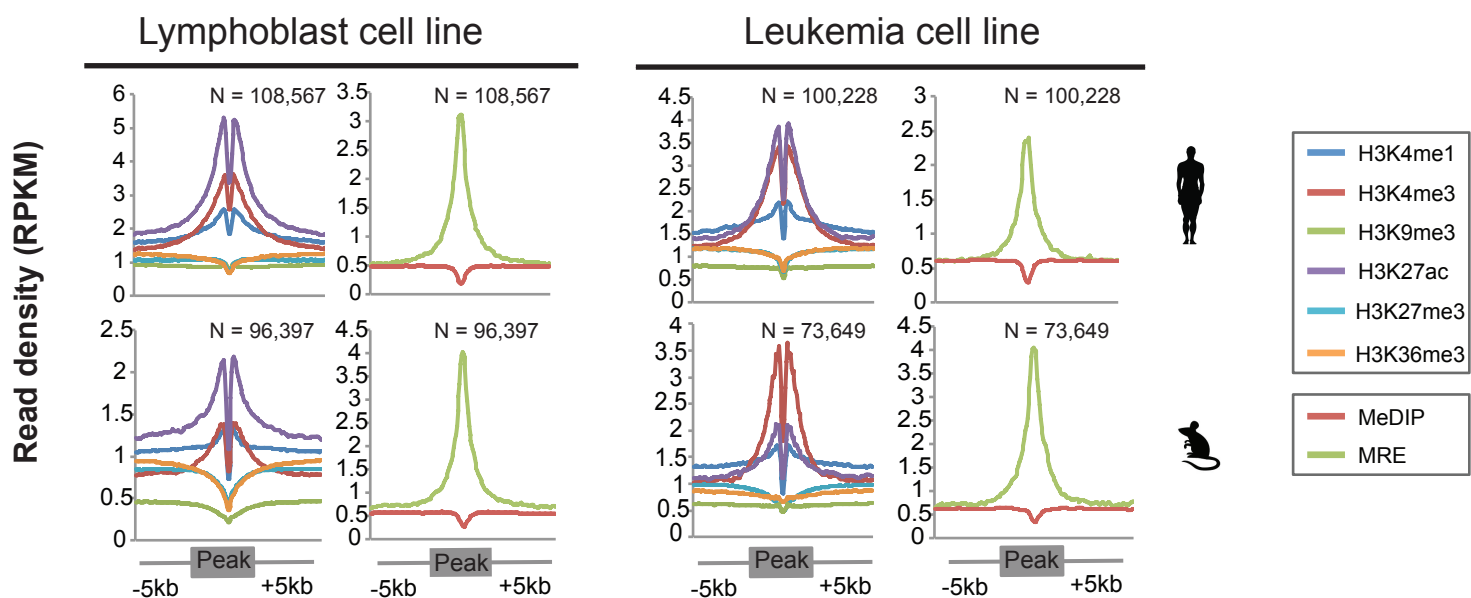 Lymphoblast cell line
Leukemia cell line
Read density (RPKM)
N = 108,567
6
5
4
3
2
1
0
N = 108,567
3.5
3
2.5
2
1.5
1
0.5
0
N = 100,228
4.5
4
3.5
3
2.5
2
1.5
1
0.5
0
N = 100,228
3
2.5
2
1.5
1
0.5
0
N = 96,397
2.5
2
1.5
1
0.5
0
N = 96,397
4.5
4
3.5
3
2.5
2
1.5
1
0.5
0
N = 73,649
4
3.5
3
2.5
2
1.5
1
0.5
0
N = 73,649
4.5
4
3.5
3
2.5
2
1.5
1
0.5
0
Peak
-5kb +5kb
Peak
-5kb +5kb
Peak
-5kb +5kb
Peak
-5kb +5kb
H3K4me1
H3K4me3
H3K9me3
H3K27ac
H3K27me3
H3K36me3
MeDIP
MRE